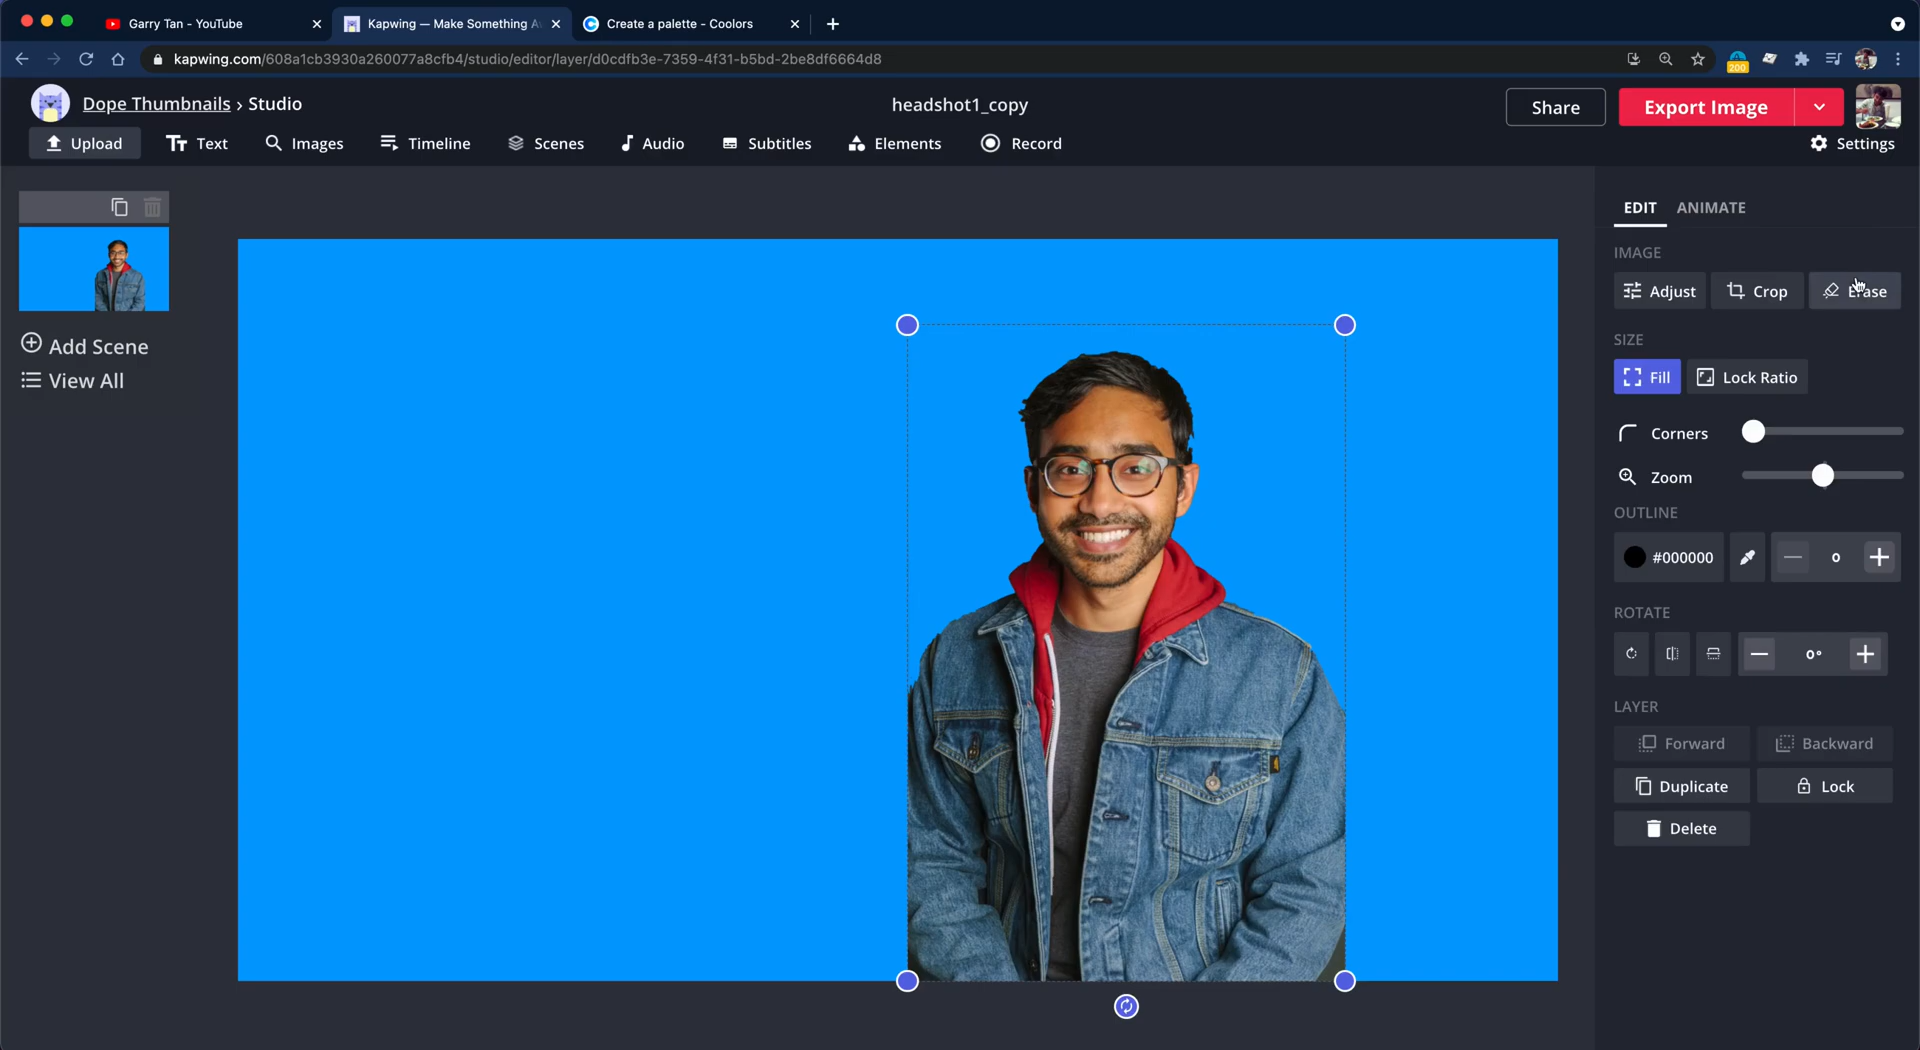 Garry Tan - YouTube
Kapwing — Make Something A
Create a palette - Coolors
kapwing.com/608a1cb3930a260077a8cfb4/studio/editor/layer/d0cdfb3e-7359-4f31-b5bd-2be8df6664d8
200
Dope Thumbnails › Studio
headshot1_copy
Share
Export Image
Upload
Text
Images
Timeline
Scenes
Audio
Subtitles
Elements
Record
Settings
EDIT
ANIMATE
IMAGE
Adjust
Crop
Erase
SIZE
Fill
Lock Ratio
Corners
Zoom
OUTLINE
#000000
0
ROTATE
0°
LAYER
Forward
Backward
Duplicate
Lock
Delete
Add Scene
View All